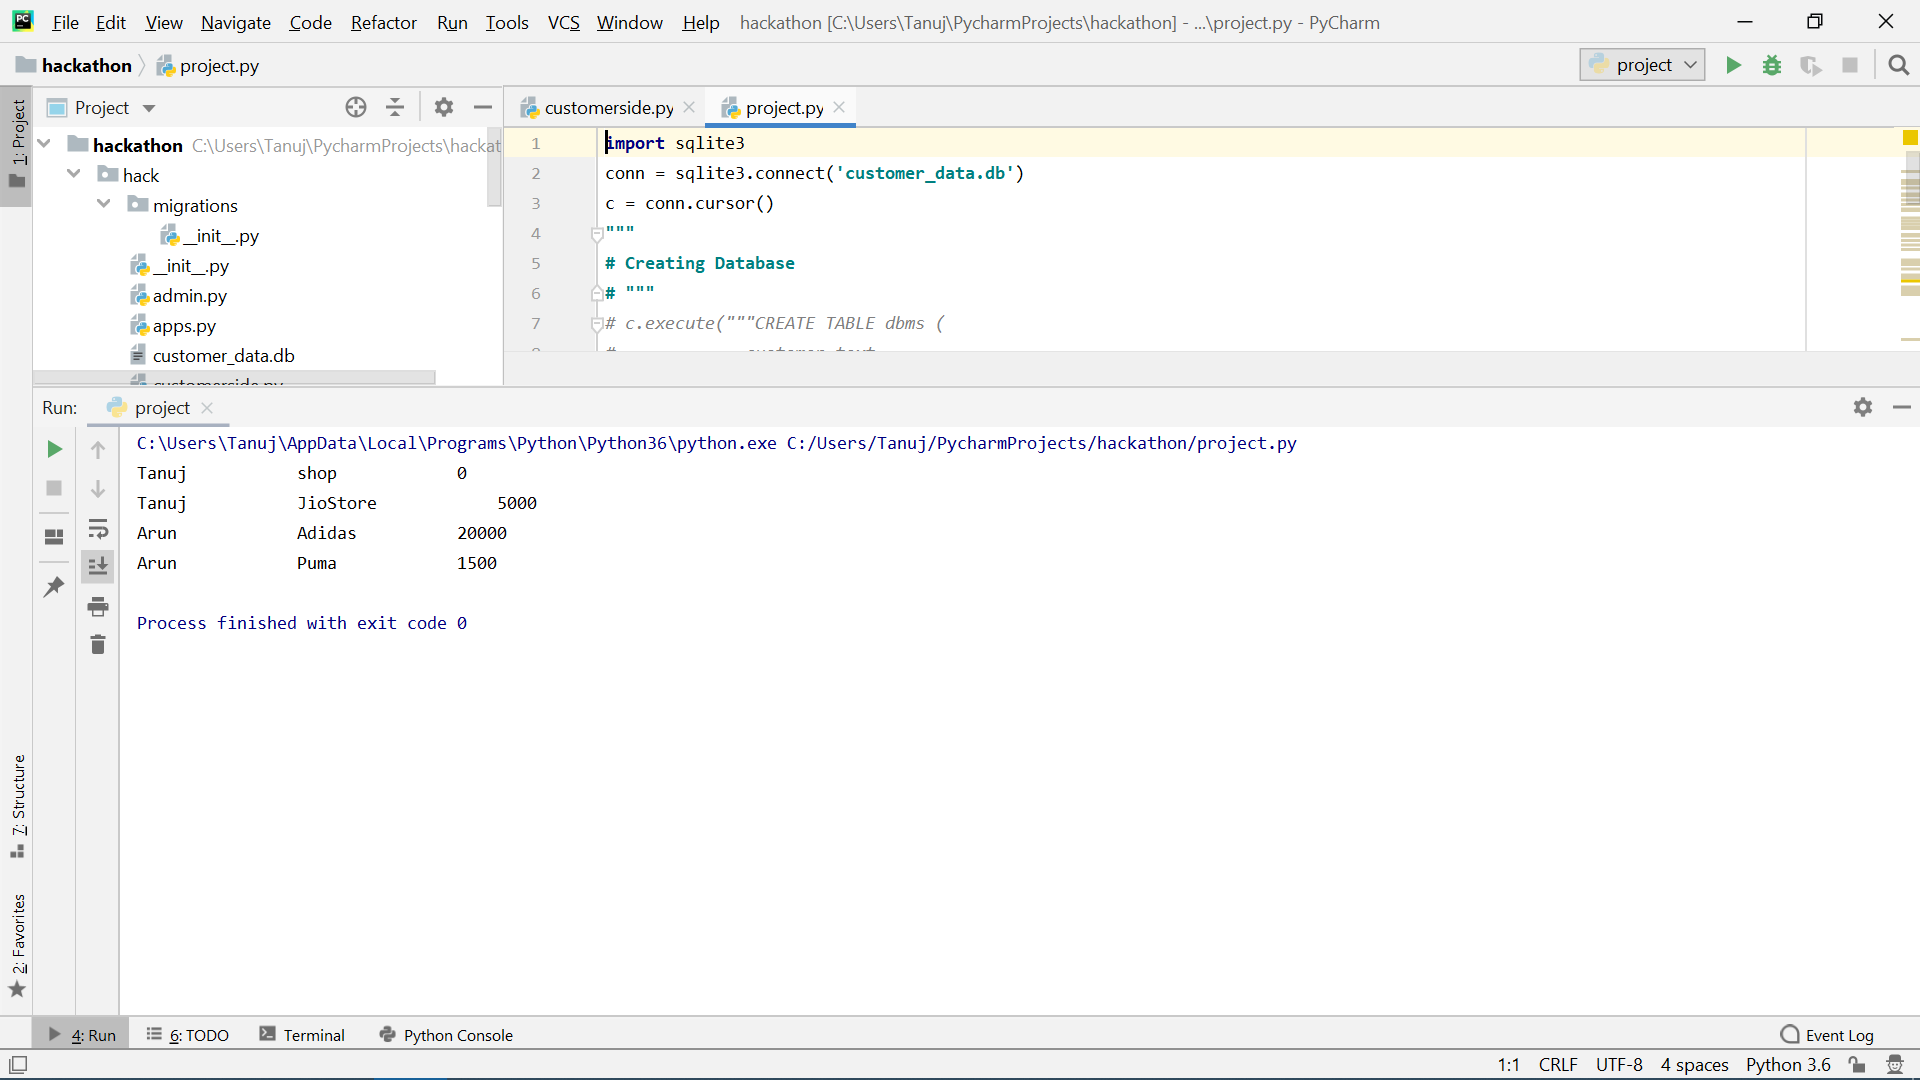 File Edit View Navigate Code Refactor Run Tools VCS Window Help hackathon [C:\Users\Tanuj\PycharmProjects\hackathon] - ...\project.py - PyCharm
hackathon project.py project
1: Project
Project
customerside.py project.py
hackathon C:\Users\Tanuj\PycharmProjects\hackat
hack
migrations
__init__.py
__init__.py
admin.py
apps.py
customer_data.db
customerside.py
1 import sqlite3
2 conn = sqlite3.connect('customer_data.db')
3 c = conn.cursor()
4 """
5 # Creating Database
6 # """
7 # c.execute("""CREATE TABLE dbms (
8 # customer text
Run: project
C:\Users\Tanuj\AppData\Local\Programs\Python\Python36\python.exe C:/Users/Tanuj/PycharmProjects/hackathon/project.py
Tanuj shop 0
Tanuj JioStore 5000
Arun Adidas 20000
Arun Puma 1500
Process finished with exit code 0
7: Structure
2: Favorites
4: Run 6: TODO Terminal Python Console Event Log
1:1 CRLF UTF-8 4 spaces Python 3.6